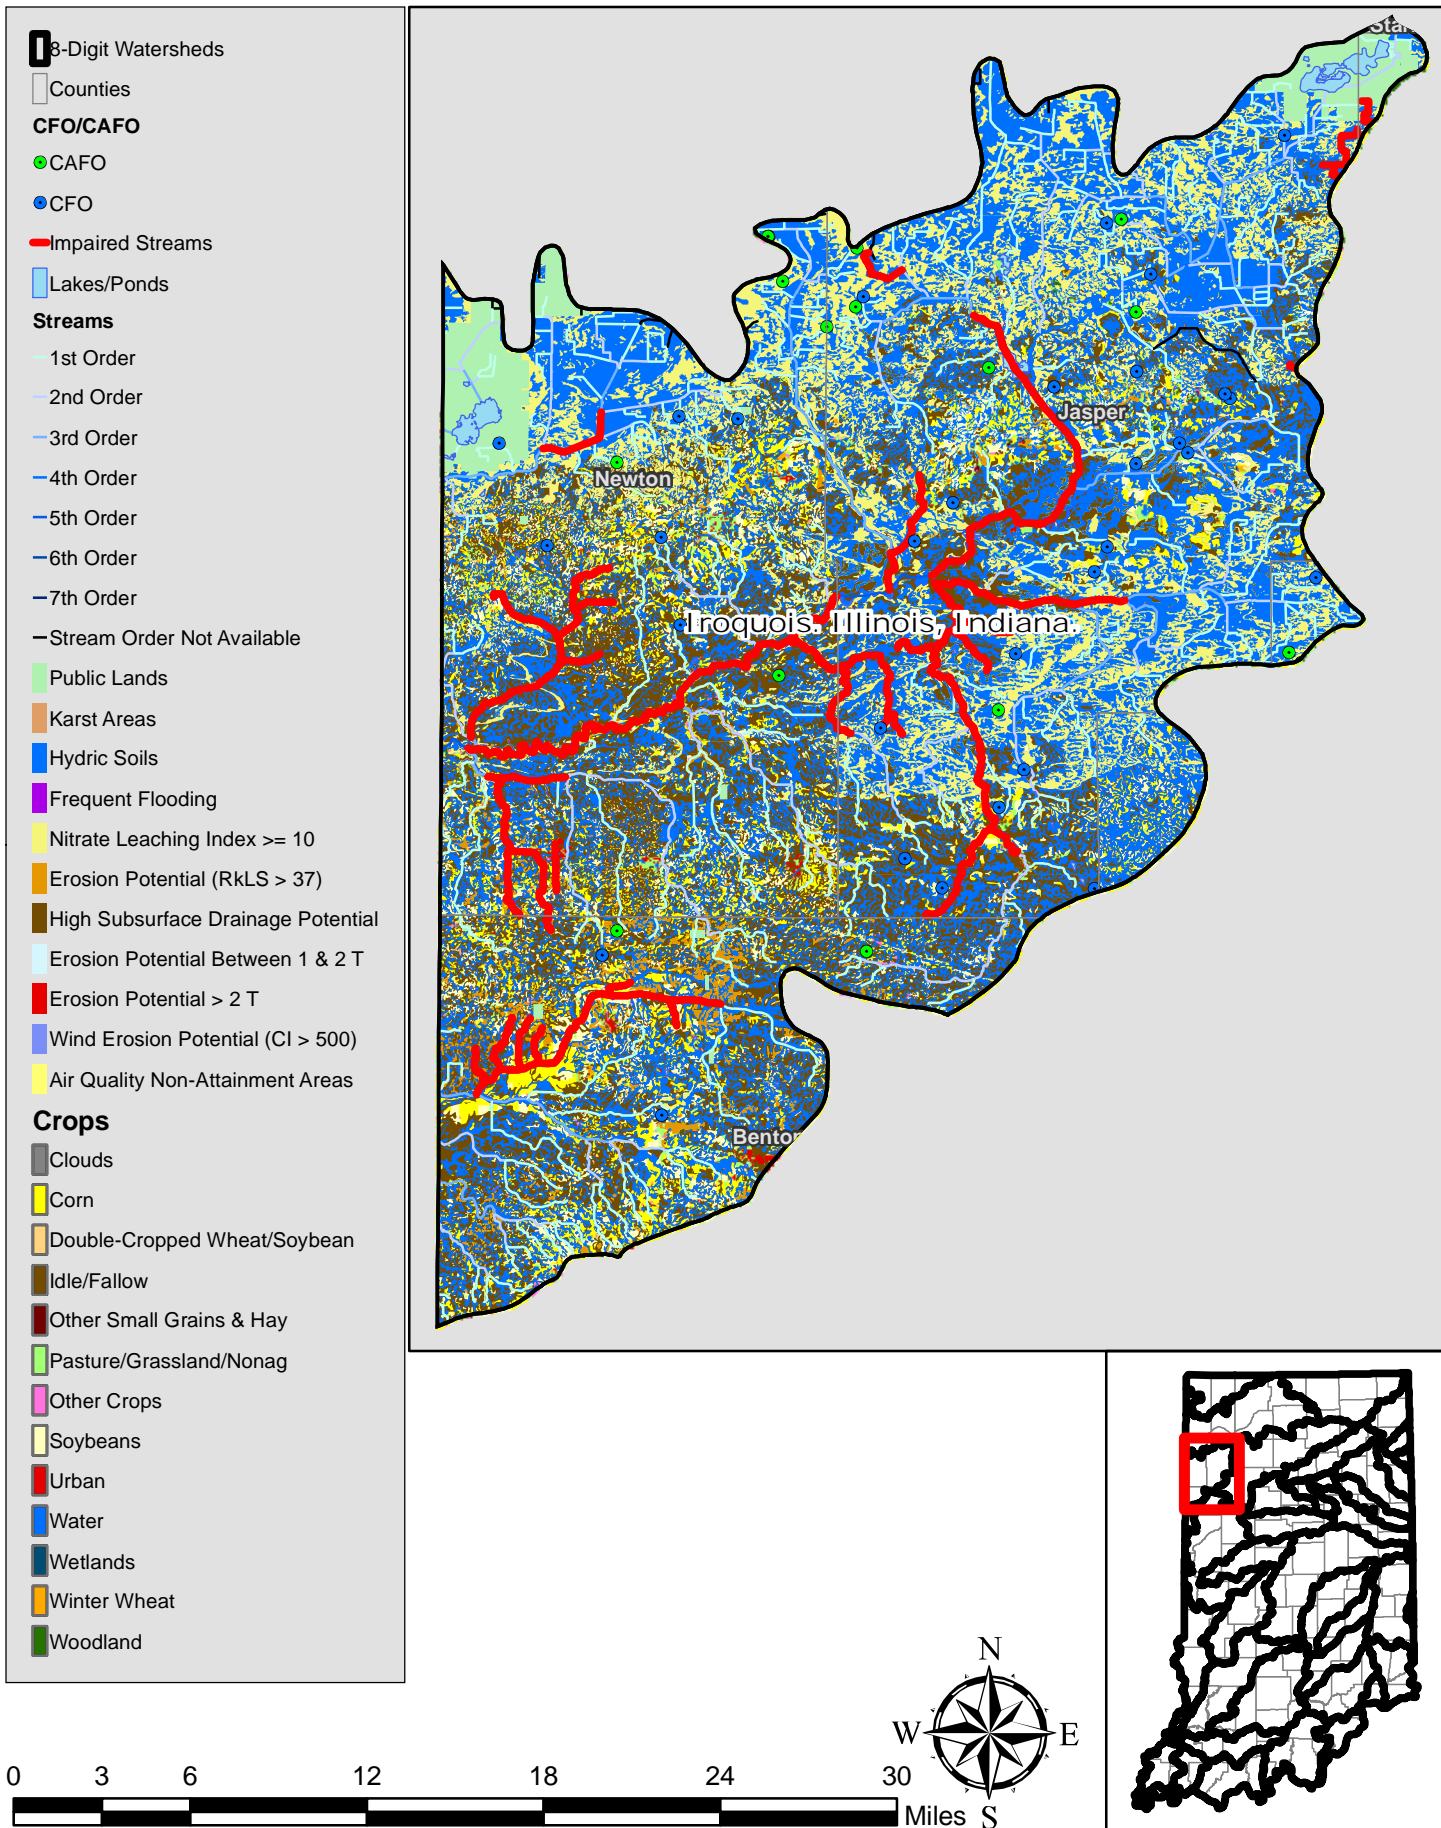 8-Digit Watersheds
Counties
CFO/CAFO
CAFO
CFO
Impaired Streams
Lakes/Ponds
Streams
1st Order
2nd Order
3rd Order
4th Order
5th Order
6th Order
7th Order
Stream Order Not Available
Public Lands
Karst Areas
Hydric Soils
Frequent Flooding
Nitrate Leaching Index >= 10
Erosion Potential (RkLS > 37)
High Subsurface Drainage Potential
Erosion Potential Between 1 & 2 T
Erosion Potential > 2 T
Wind Erosion Potential (CI > 500)
Air Quality Non-Attainment Areas
Crops
Clouds
Corn
Double-Cropped Wheat/Soybean
Idle/Fallow
Other Small Grains & Hay
Pasture/Grassland/Nonag
Other Crops
Soybeans
Urban
Water
Wetlands
Winter Wheat
Woodland
Jasper
Newton
Iroquois. Illinois, Indiana.
Bento
N
W E
S
0 3 6 12 18 24 30
Miles